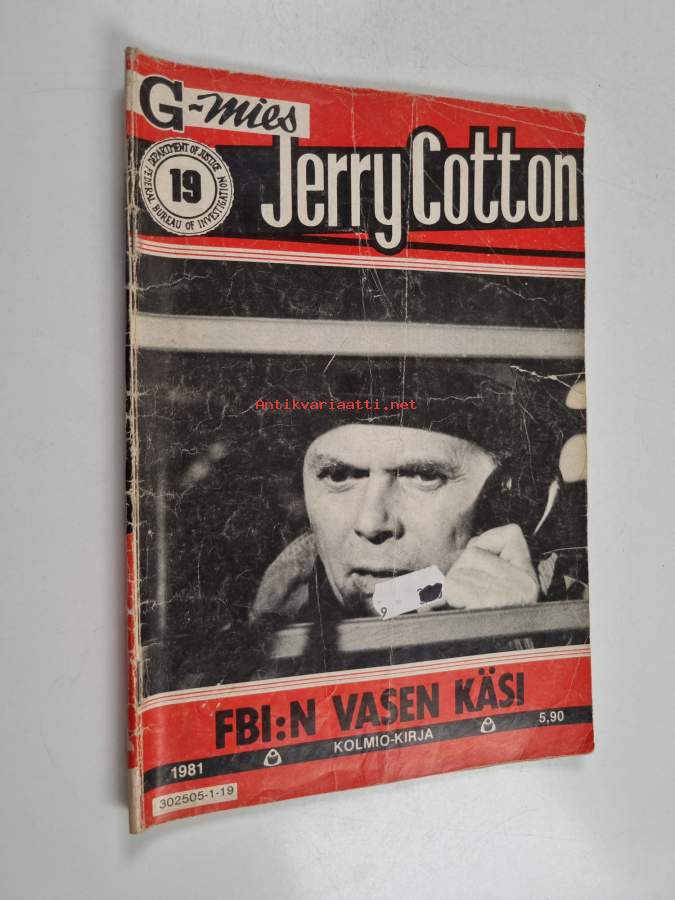 G-mies
DEPARTMENT OF JUSTICE
19
FEDERAL BUREAU OF INVESTIGATION
Jerry Cotton
Antikvariaatti.net
FBI:N VASEN KÄSI
1981
KOLMIO-KIRJA
5,90
302505-1-19